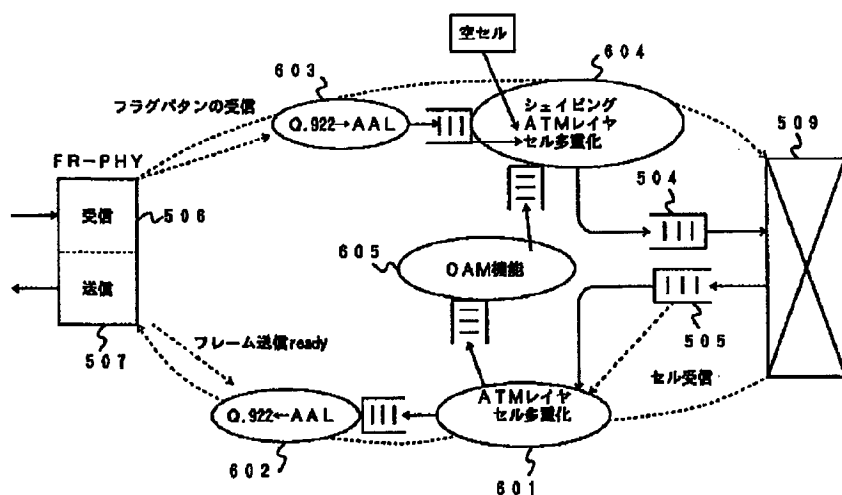 空セル
603
604
フラグパタンの受信
Q.922→AAL
シェイピング
ATMレイヤ
セル多重化
509
FR-PHY
受信
506
504
605
OAM機能
送信
505
507
フレーム送信ready
セル受信
Q.922←AAL
ATMレイヤ
セル多重化
602
601